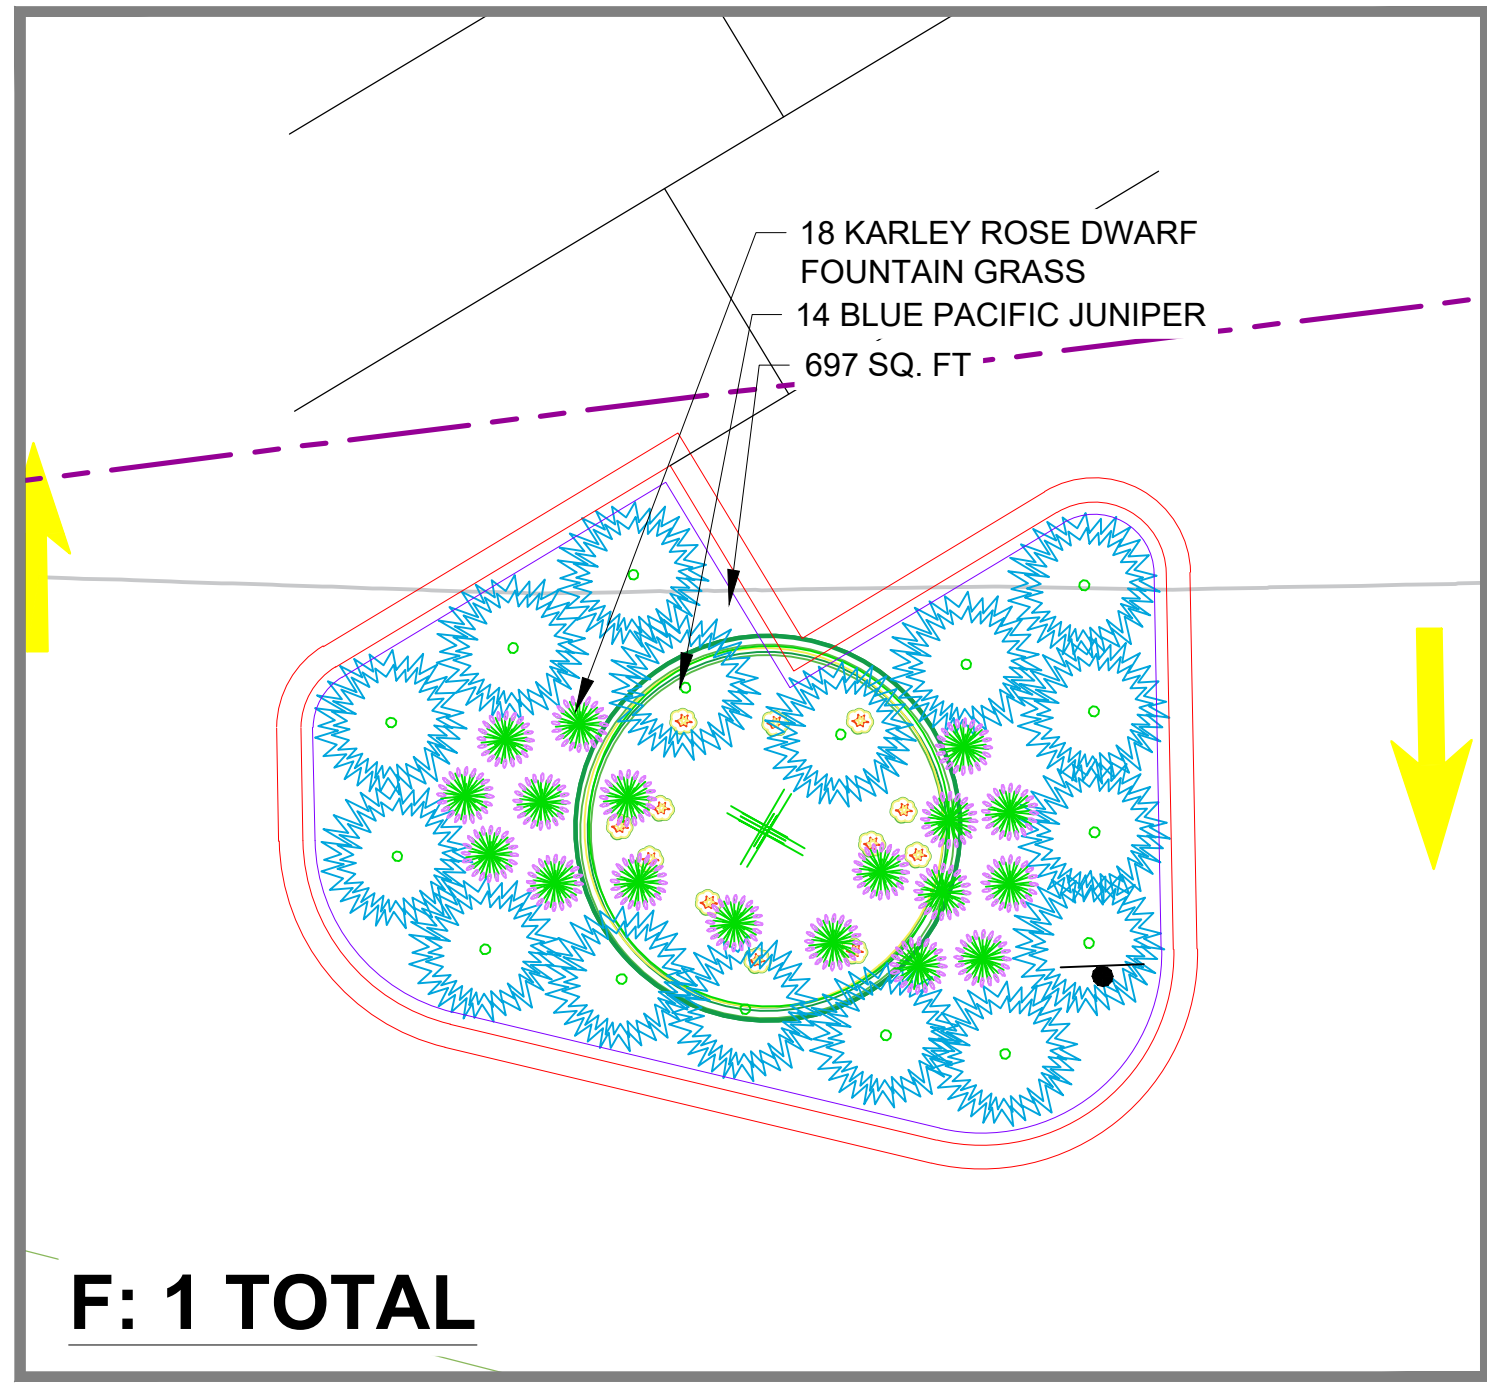 18 KARLEY ROSE DWARF
FOUNTAIN GRASS
14 BLUE PACIFIC JUNIPER
697 SQ. FT
F: 1 TOTAL